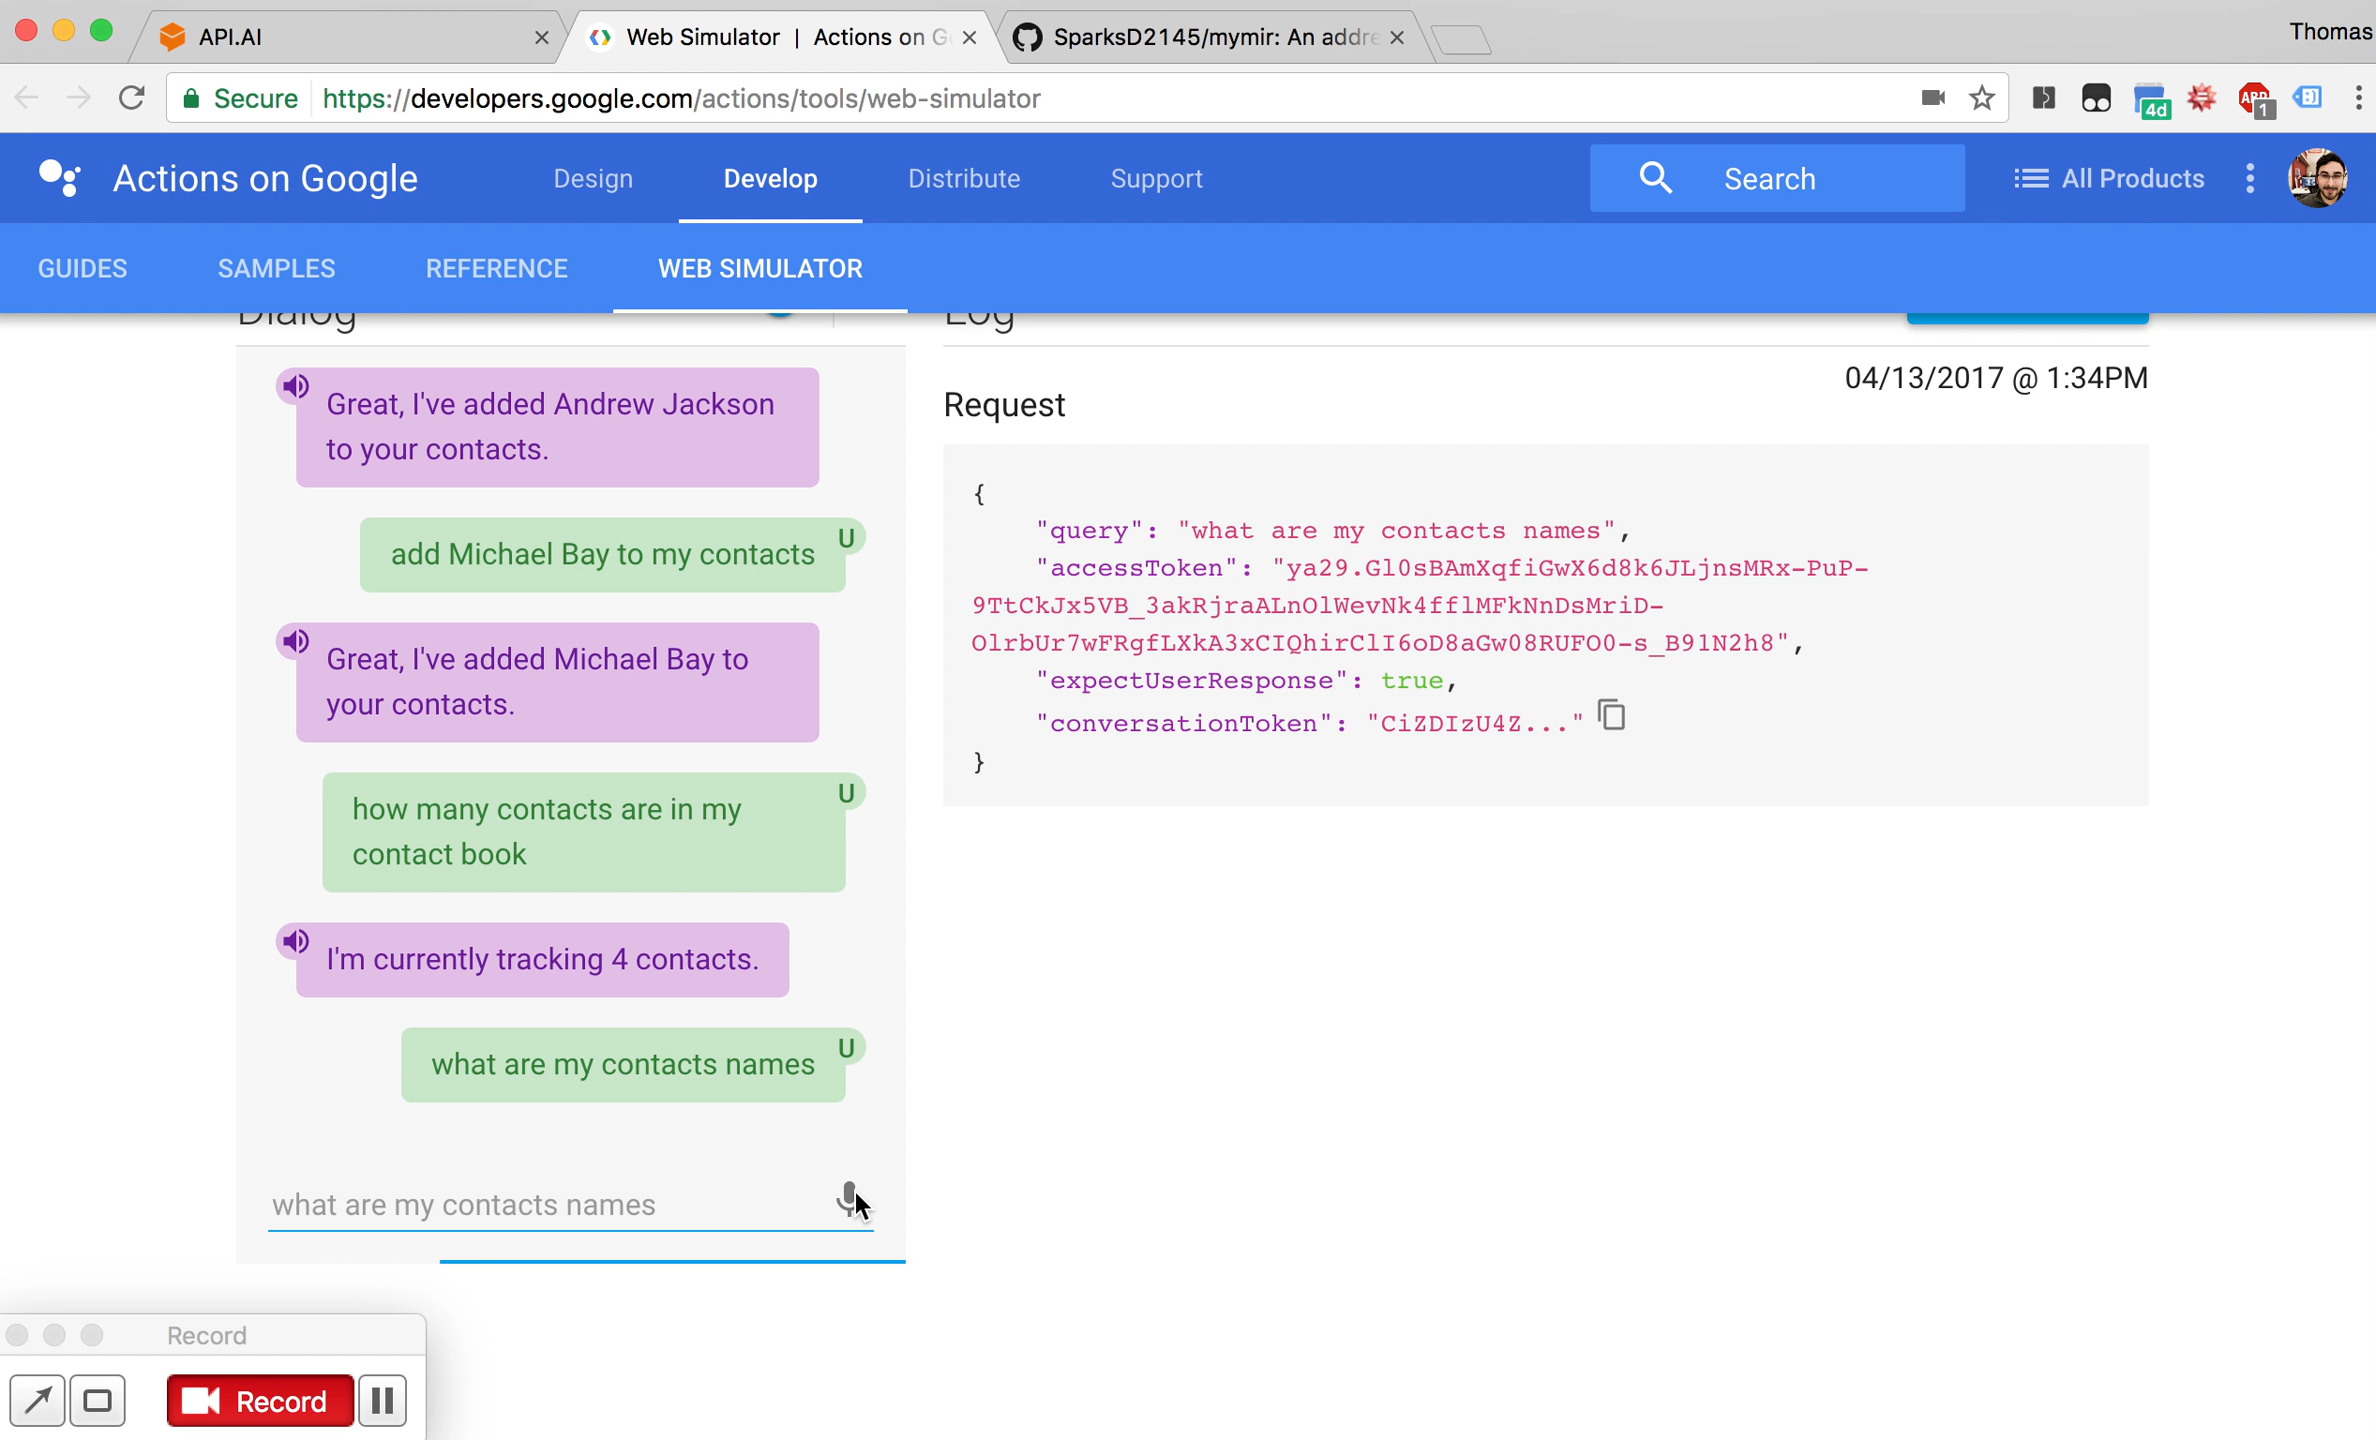 API.AI
Web Simulator | Actions on G
SparksD2145/mymir: An addre
Thomas
Secure https://developers.google.com/actions/tools/web-simulator
4d
ABP
1
Actions on Google
Design
Develop
Distribute
Support
Search
All Products
GUIDES
SAMPLES
REFERENCE
WEB SIMULATOR
Dialog
Log
Great, I've added Andrew Jackson
to your contacts.
add Michael Bay to my contacts
U
Great, I've added Michael Bay to
your contacts.
how many contacts are in my
contact book
U
I'm currently tracking 4 contacts.
what are my contacts names
U
what are my contacts names
04/13/2017 @ 1:34PM
Request
{
"query": "what are my contacts names",
"accessToken": "ya29.Gl0sBAmXqfiGwX6d8k6JLjnsMRx-PuP-
9TtCkJx5VB_3akRjraALnOlWevNk4fflMFkNnDsMriD-
OlrbUr7wFRgfLXkA3xCIQhirClI6oD8aGw08RUFO0-s_B91N2h8",
"expectUserResponse": true,
"conversationToken": "CiZDIzU4Z..."
}
Record
Record